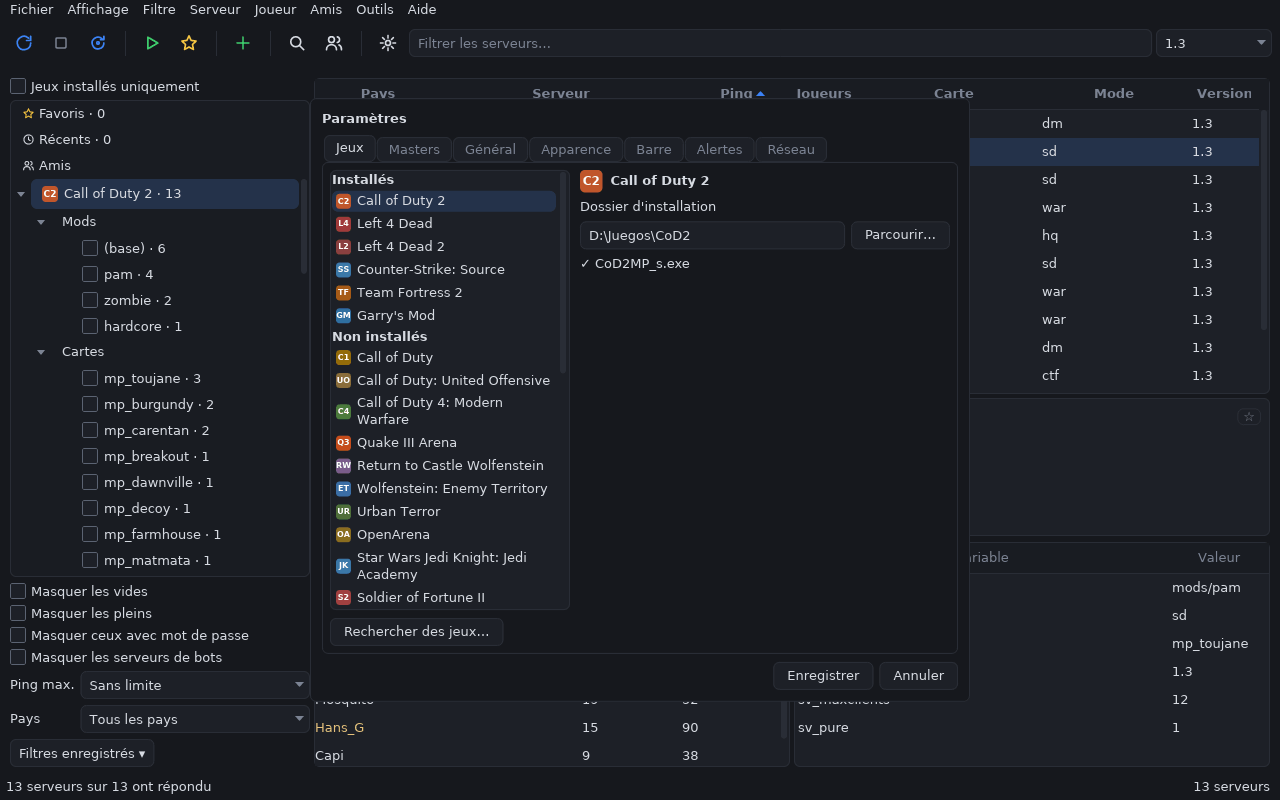 Fichier Affichage Filtre Serveur Joueur Amis Outils Aide
Filtrer les serveurs...
1.3
Jeux installés uniquement
Favoris · 0
Récents · 0
Amis
C2 Call of Duty 2 · 13
Mods
(base) · 6
pam · 4
zombie · 2
hardcore · 1
Cartes
mp_toujane · 3
mp_burgundy · 2
mp_carentan · 2
mp_breakout · 1
mp_dawnville · 1
mp_decoy · 1
mp_farmhouse · 1
mp_matmata · 1
Masquer les vides
Masquer les pleins
Masquer ceux avec mot de passe
Masquer les serveurs de bots
Ping max. Sans limite
Pays Tous les pays
Filtres enregistrés ▾
Pays Serveur Ping Joueurs Carte Mode Version
dm 1.3
sd 1.3
sd 1.3
war 1.3
hq 1.3
sd 1.3
war 1.3
war 1.3
dm 1.3
ctf 1.3
Paramètres
Jeux Masters Général Apparence Barre Alertes Réseau
Installés
C2 Call of Duty 2
L4 Left 4 Dead
L2 Left 4 Dead 2
SS Counter-Strike: Source
TF Team Fortress 2
GM Garry's Mod
Non installés
C1 Call of Duty
UO Call of Duty: United Offensive
C4 Call of Duty 4: Modern
Warfare
Q3 Quake III Arena
RW Return to Castle Wolfenstein
ET Wolfenstein: Enemy Territory
UR Urban Terror
OA OpenArena
JK Star Wars Jedi Knight: Jedi
Academy
S2 Soldier of Fortune II
Rechercher des jeux...
C2 Call of Duty 2
Dossier d'installation
D:\Juegos\CoD2 Parcourir...
✓ CoD2MP_s.exe
Enregistrer Annuler
Hans_G 15 90
Capi 9 38
Valeur
mods/pam
sd
mp_toujane
1.3
sv_maxclients 12
sv_pure 1
13 serveurs sur 13 ont répondu
13 serveurs